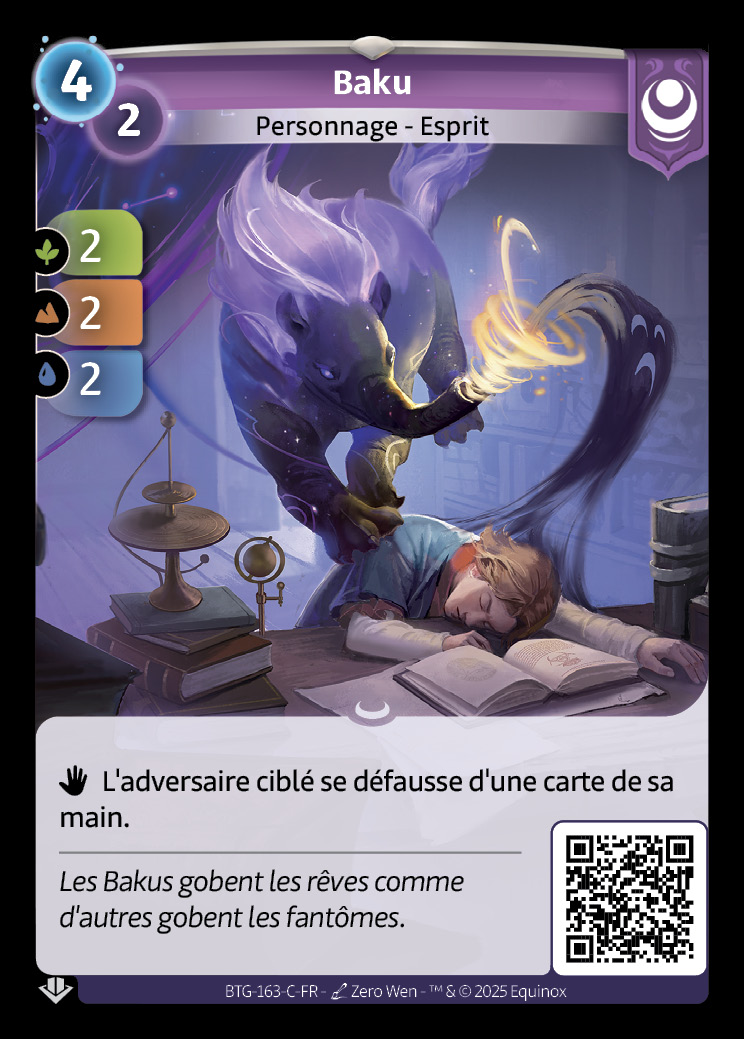 4
Baku
2
Personnage - Esprit
2
2
2
L'adversaire ciblé se défausse d'une carte de sa
main.
Les Bakus gobent les rêves comme
d'autres gobent les fantômes.
BTG-163-C-FR - Zero Wen - ™ & © 2025 Equinox